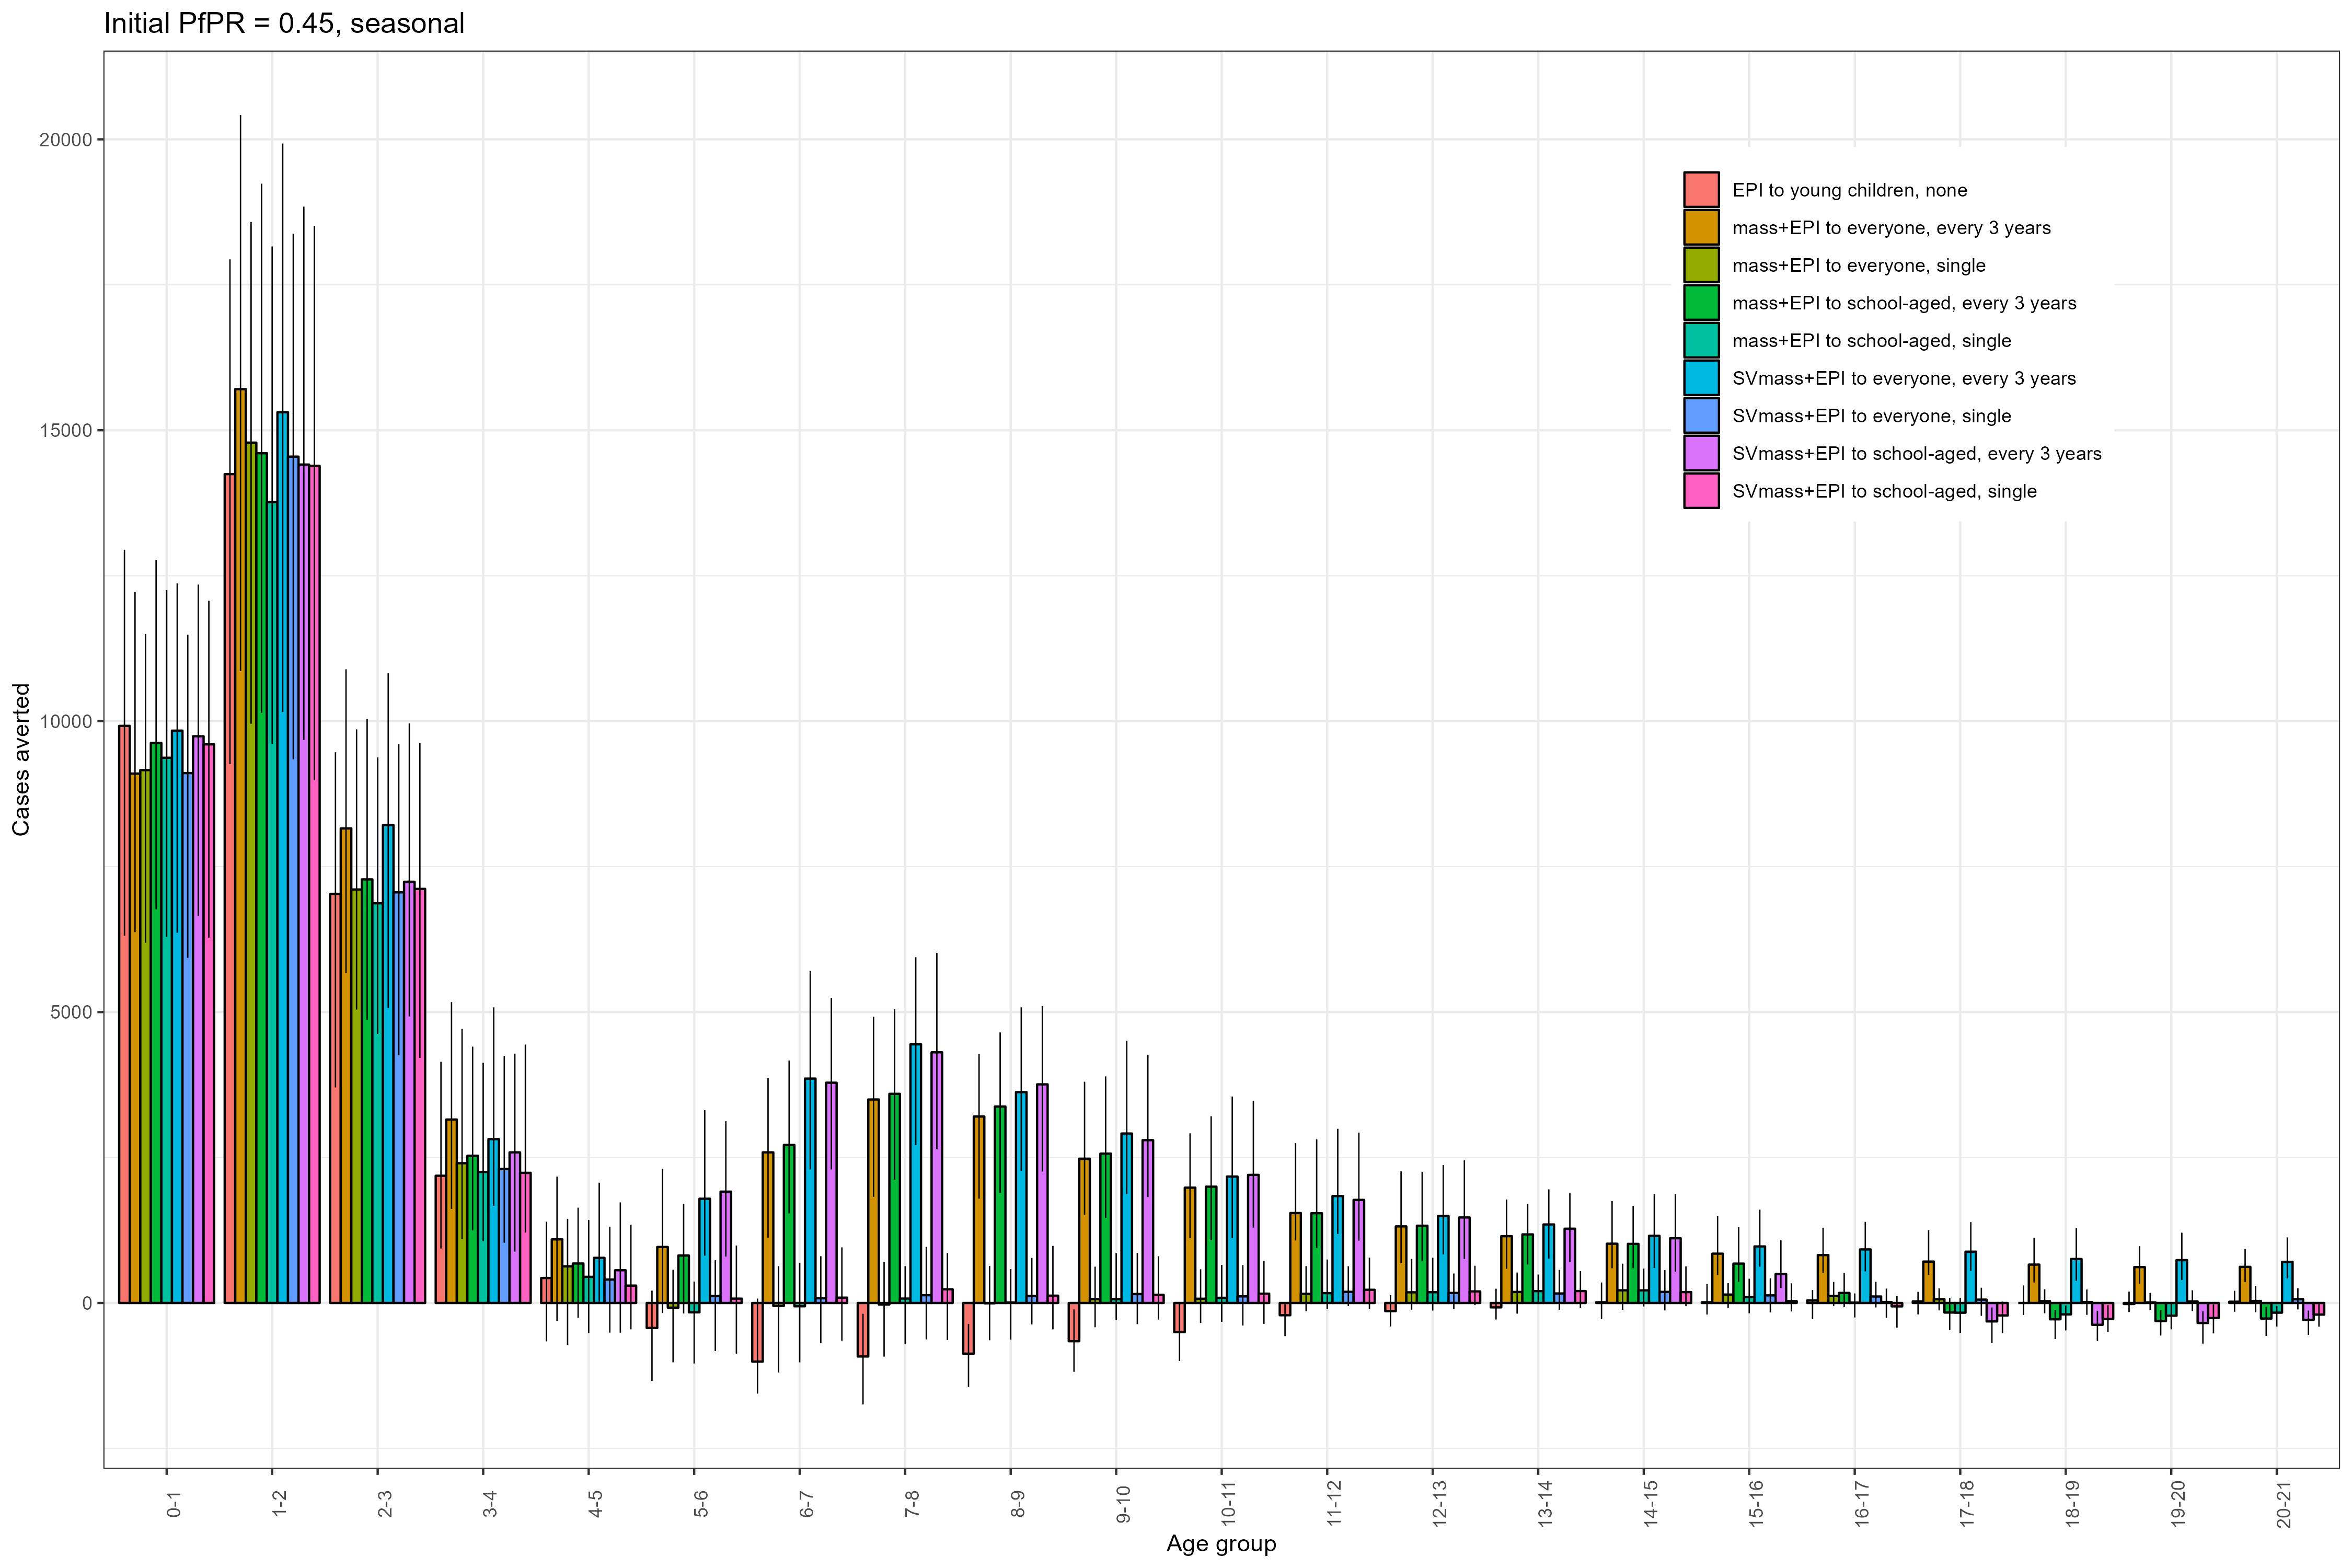 Initial PfPR = 0.45, seasonal
20000
15000
10000
5000
0
Cases averted
EPI to young children, none
mass+EPI to everyone, every 3 years
mass+EPI to everyone, single
mass+EPI to school-aged, every 3 years
mass+EPI to school-aged, single
SVmass+EPI to everyone, every 3 years
SVmass+EPI to everyone, single
SVmass+EPI to school-aged, every 3 years
SVmass+EPI to school-aged, single
0-1
1-2
2-3
3-4
4-5
5-6
6-7
7-8
8-9
9-10
10-11
11-12
12-13
13-14
14-15
15-16
16-17
17-18
18-19
19-20
20-21
Age group